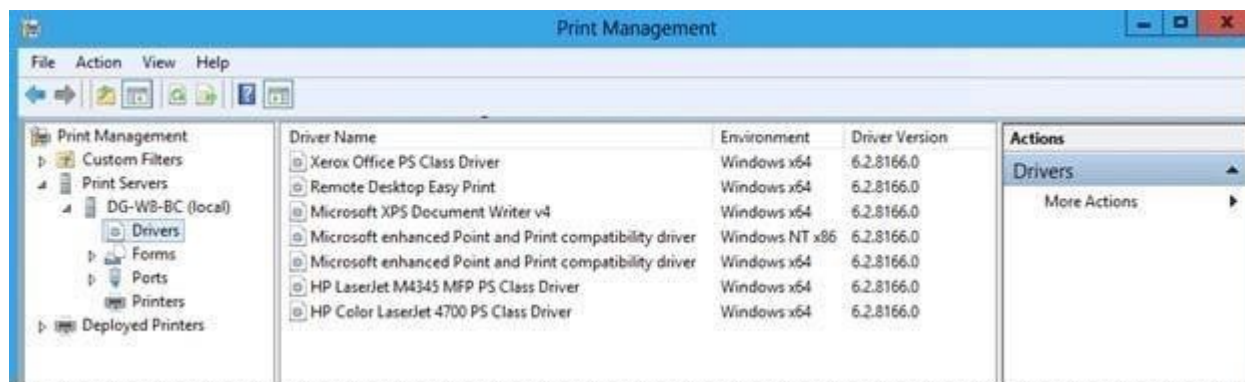 Print Management
File Action View Help
Print Management
Custom Filters
Print Servers
DG-W8-BC (local)
Drivers
Forms
Ports
Printers
Deployed Printers
Driver Name Environment Driver Version
Xerox Office PS Class Driver Windows x64 6.2.8166.0
Remote Desktop Easy Print Windows x64 6.2.8166.0
Microsoft XPS Document Writer v4 Windows x64 6.2.8166.0
Microsoft enhanced Point and Print compatibility driver Windows NT x86 6.2.8166.0
Microsoft enhanced Point and Print compatibility driver Windows x64 6.2.8166.0
HP LaserJet M4345 MFP PS Class Driver Windows x64 6.2.8166.0
HP Color LaserJet 4700 PS Class Driver Windows x64 6.2.8166.0
Actions
Drivers
More Actions